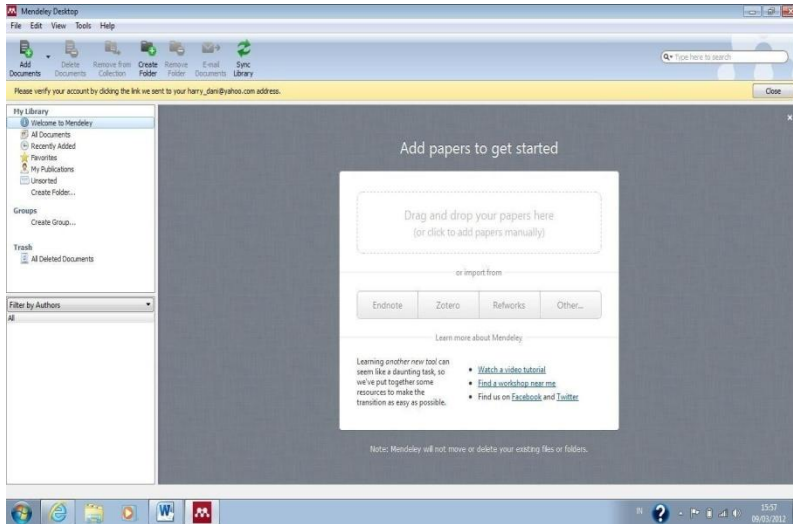 Mendeley Desktop
File Edit View Tools Help
Add Documents
Delete Documents
Remove from Collection
Create Folder
Remove Folder
E-mail Documents
Sync Library
Type here to search
Please verify your account by clicking the link we sent to your harry_dani@yahoo.com address.
Close
My Library
Welcome to Mendeley
All Documents
Recently Added
Favorites
My Publications
Unsorted
Create Folder...
Groups
Create Group...
Trash
All Deleted Documents
Filter by Authors
All
Add papers to get started
Drag and drop your papers here
(or click to add papers manually)
or import from
Endnote Zotero Refworks Other...
Learn more about Mendeley
Learning another new tool can
seem like a daunting task, so
we've put together some
resources to make the
transition as easy as possible.
Watch a video tutorial
Find a workshop near me
Find us on Facebook and Twitter
Note: Mendeley will not move or delete your existing files or folders.
IN
15:57
09/03/2012